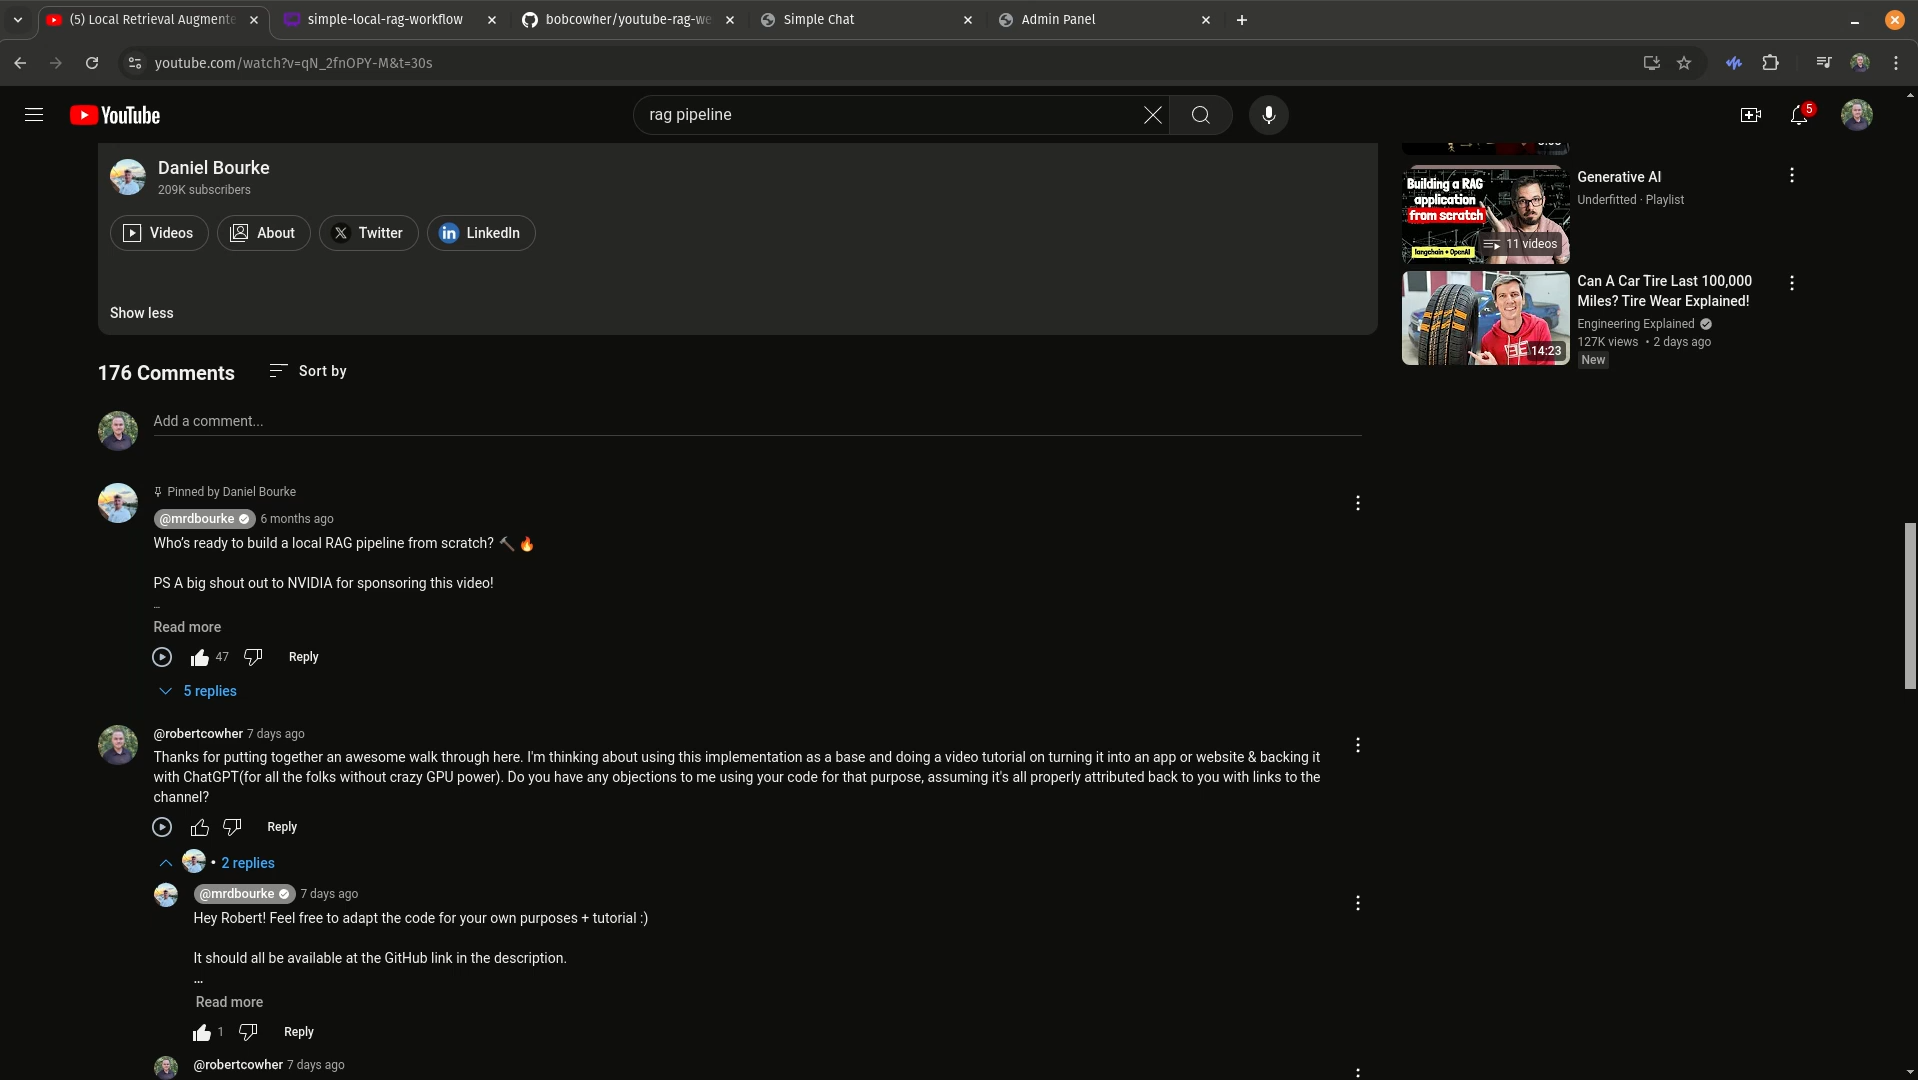 (5) Local Retrieval Augmente
simple-local-rag-workflow
bobcowher/youtube-rag-we
Simple Chat
Admin Panel
youtube.com/watch?v=qN_2fnOPY-M&t=30s
YouTube
rag pipeline
5
Daniel Bourke
209K subscribers
Videos
About
Twitter
LinkedIn
Show less
176 Comments
Sort by
Add a comment...
Pinned by Daniel Bourke
@mrdbourke
6 months ago
Who's ready to build a local RAG pipeline from scratch? 🔨 🔥
PS A big shout out to NVIDIA for sponsoring this video!
...
Read more
47
Reply
5 replies
@robertcowher 7 days ago
Thanks for putting together an awesome walk through here. I'm thinking about using this implementation as a base and doing a video tutorial on turning it into an app or website & backing it
with ChatGPT(for all the folks without crazy GPU power). Do you have any objections to me using your code for that purpose, assuming it's all properly attributed back to you with links to the
channel?
Reply
• 2 replies
@mrdbourke
7 days ago
Hey Robert! Feel free to adapt the code for your own purposes + tutorial :)
It should all be available at the GitHub link in the description.
...
Read more
1
Reply
@robertcowher 7 days ago
Building a RAG
application
from scratch
langchain • OpenAI
11 videos
Generative AI
Underfitted · Playlist
14:23
Can A Car Tire Last 100,000
Miles? Tire Wear Explained!
Engineering Explained
127K views • 2 days ago
New